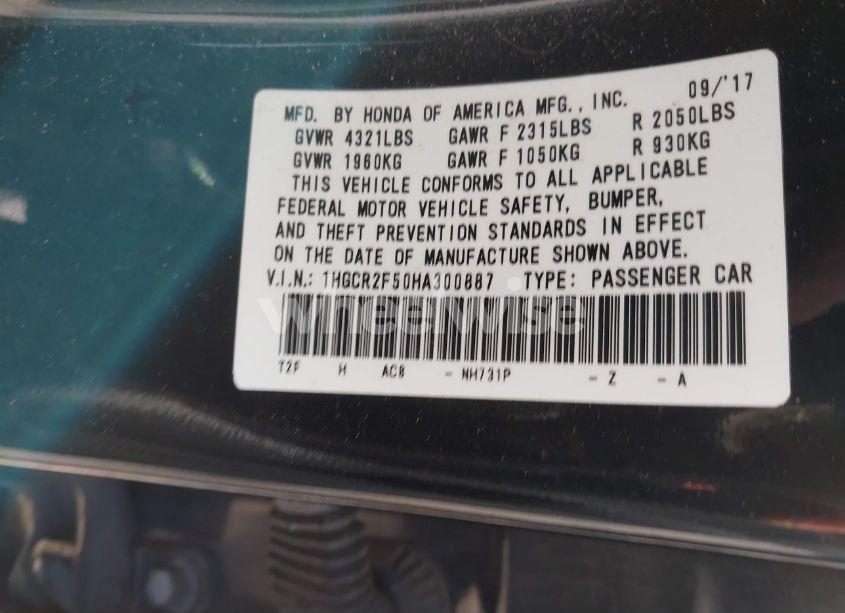 09/'17
MFD. BY HONDA OF AMERICA MFG., INC.
GVWR 4321LBS GAWR F 2315LBS R 2050LBS
GVWR 1960KG GAWR F 1050KG R 930KG
THIS VEHICLE CONFORMS TO ALL APPLICABLE
FEDERAL MOTOR VEHICLE SAFETY, BUMPER,
AND THEFT PREVENTION STANDARDS IN EFFECT
ON THE DATE OF MANUFACTURE SHOWN ABOVE.
V.I.N.: 1HGCR2F50HA300887 TYPE: PASSENGER CAR
wheelwise
T2F H AC8 - NH731P - Z - A